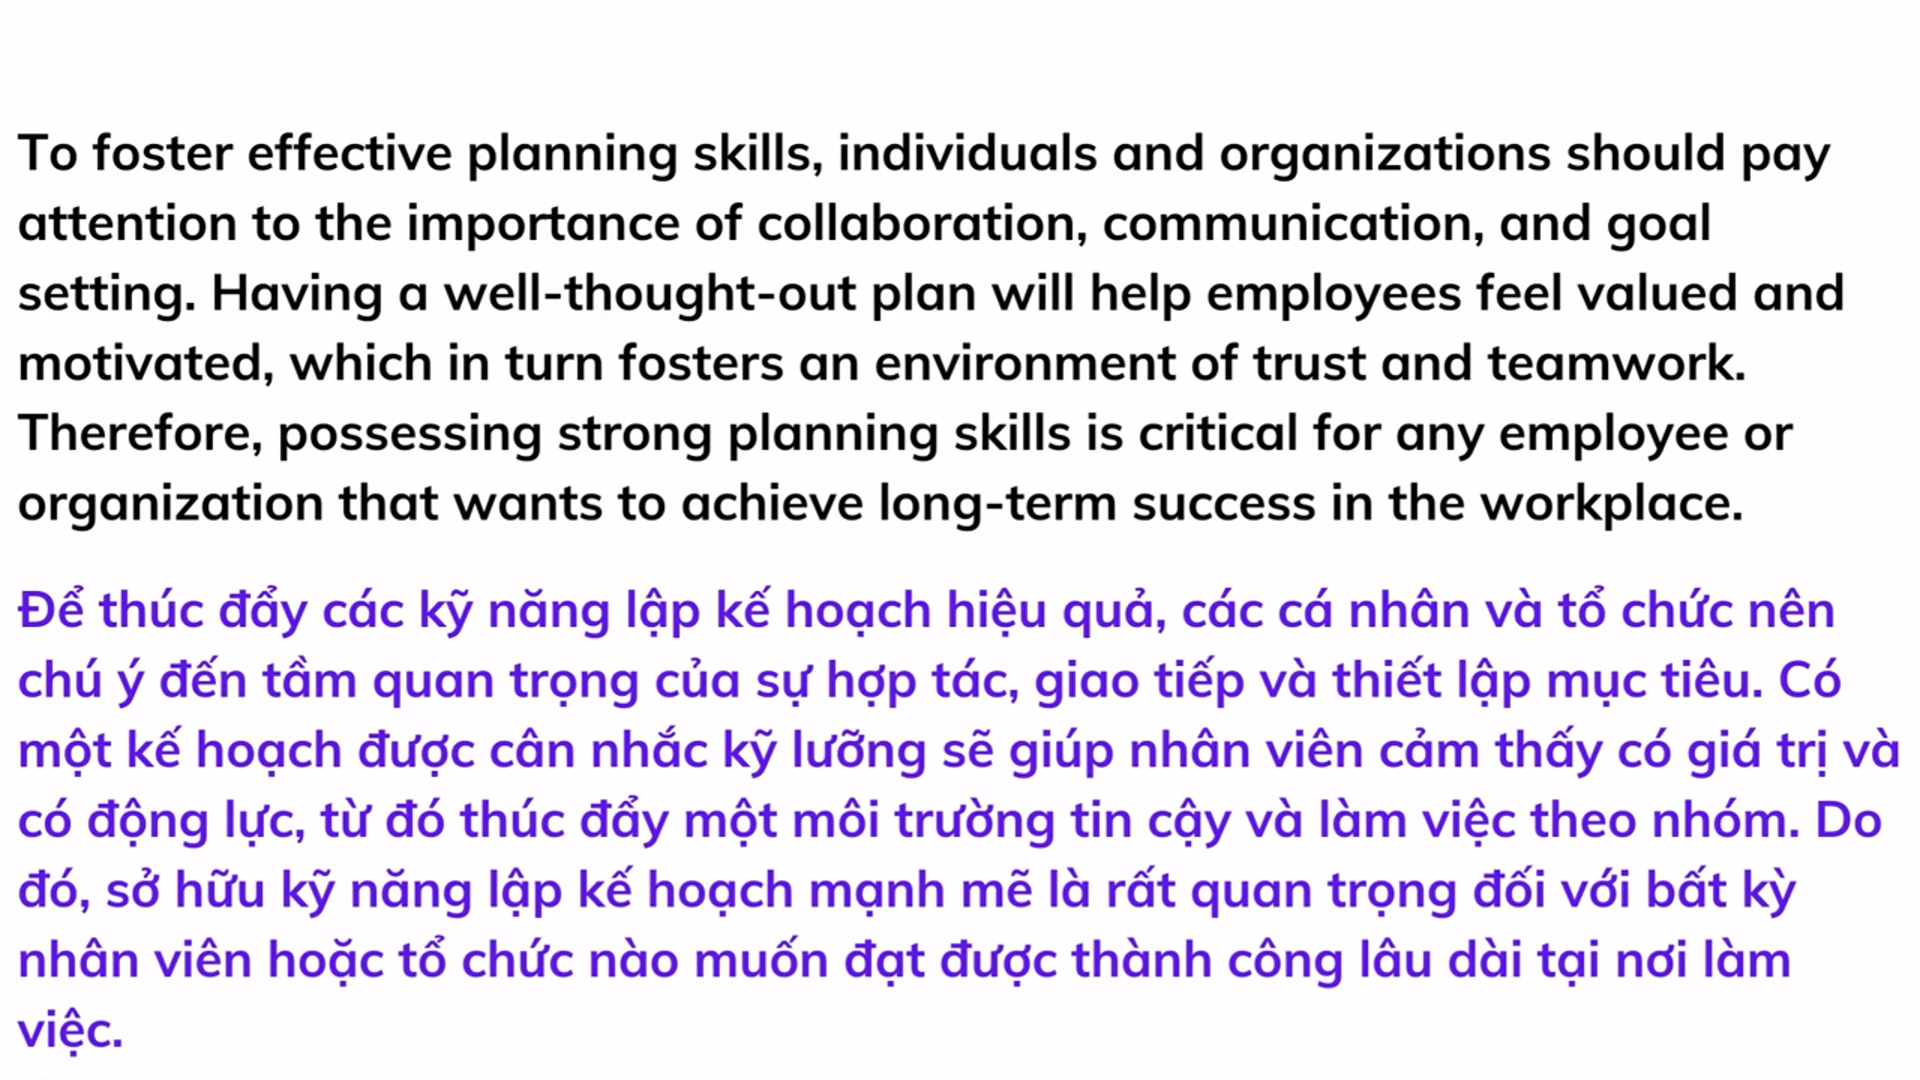 To foster effective planning skills, individuals and organizations should pay
attention to the importance of collaboration, communication, and goal
setting. Having a well-thought-out plan will help employees feel valued and
motivated, which in turn fosters an environment of trust and teamwork.
Therefore, possessing strong planning skills is critical for any employee or
organization that wants to achieve long-term success in the workplace.
Để thúc đẩy các kỹ năng lập kế hoạch hiệu quả, các cá nhân và tổ chức nên
chú ý đến tầm quan trọng của sự hợp tác, giao tiếp và thiết lập mục tiêu. Có
một kế hoạch được cân nhắc kỹ lưỡng sẽ giúp nhân viên cảm thấy có giá trị và
có động lực, từ đó thúc đẩy một môi trường tin cậy và làm việc theo nhóm. Do
đó, sở hữu kỹ năng lập kế hoạch mạnh mẽ là rất quan trọng đối với bất kỳ
nhân viên hoặc tổ chức nào muốn đạt được thành công lâu dài tại nơi làm
việc.